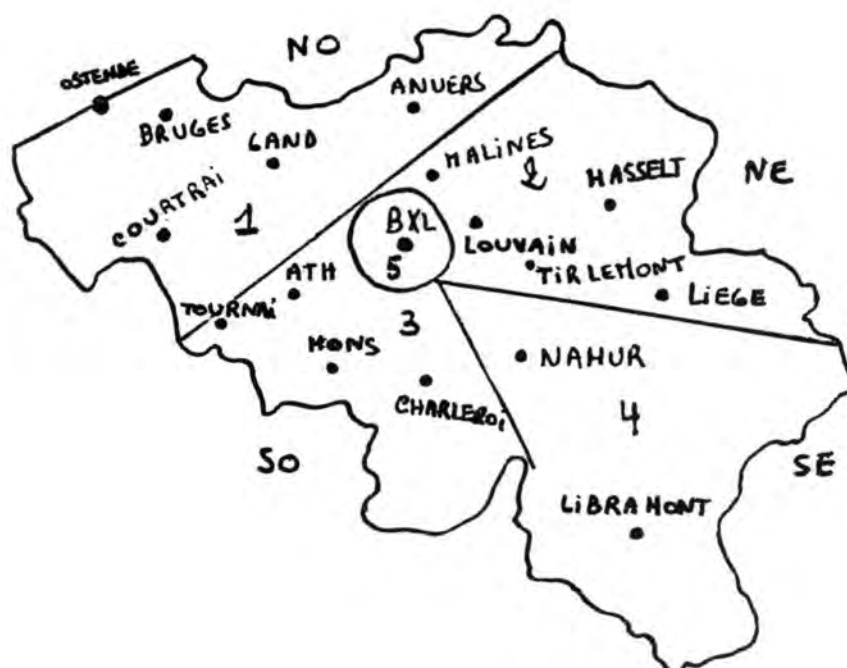 NO
OSTENDE
ANVERS
BRUGES
GAND
MALINES
2
HASSELT
NE
COURTRAI
1
BXL
5
LOUVAIN
TIRLEMONT
ATH
LIEGE
TOURNAI
3
MONS
NAMUR
CHARLEROI
4
SO
SE
LIBRAMONT